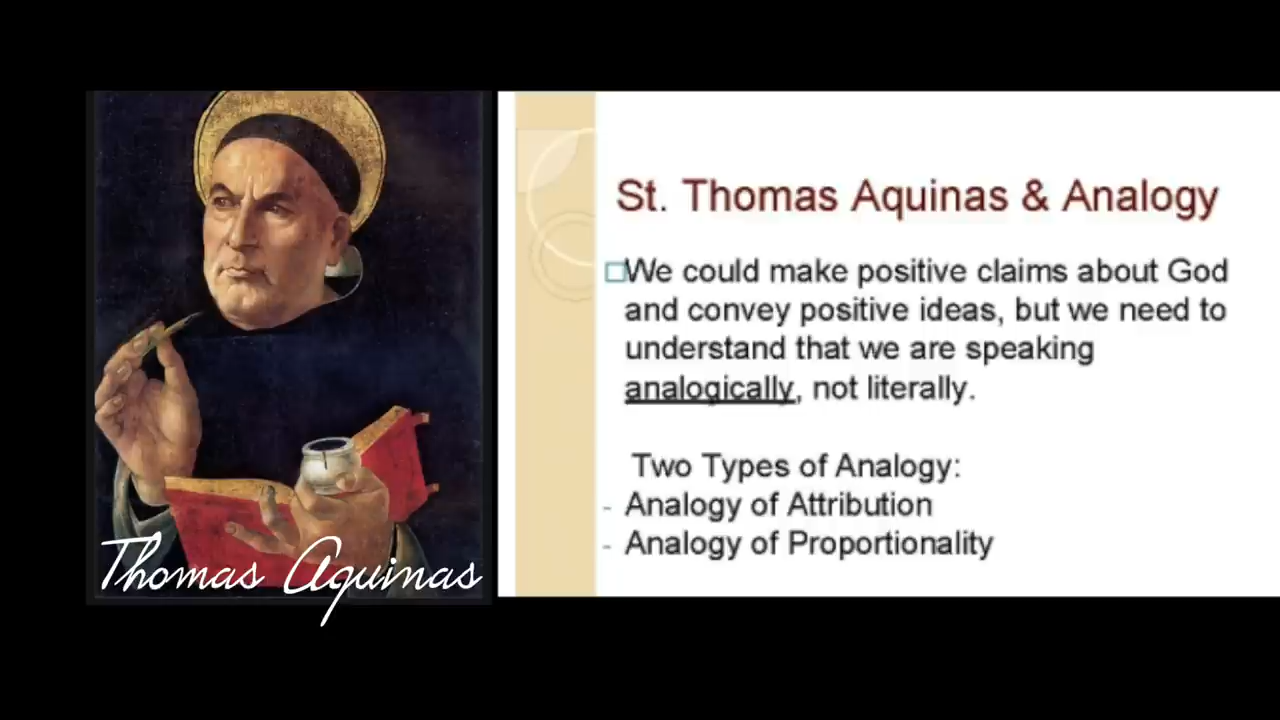 Thomas Aquinas
St. Thomas Aquinas & Analogy
We could make positive claims about God
and convey positive ideas, but we need to
understand that we are speaking
analogically, not literally.
Two Types of Analogy:
- Analogy of Attribution
- Analogy of Proportionality